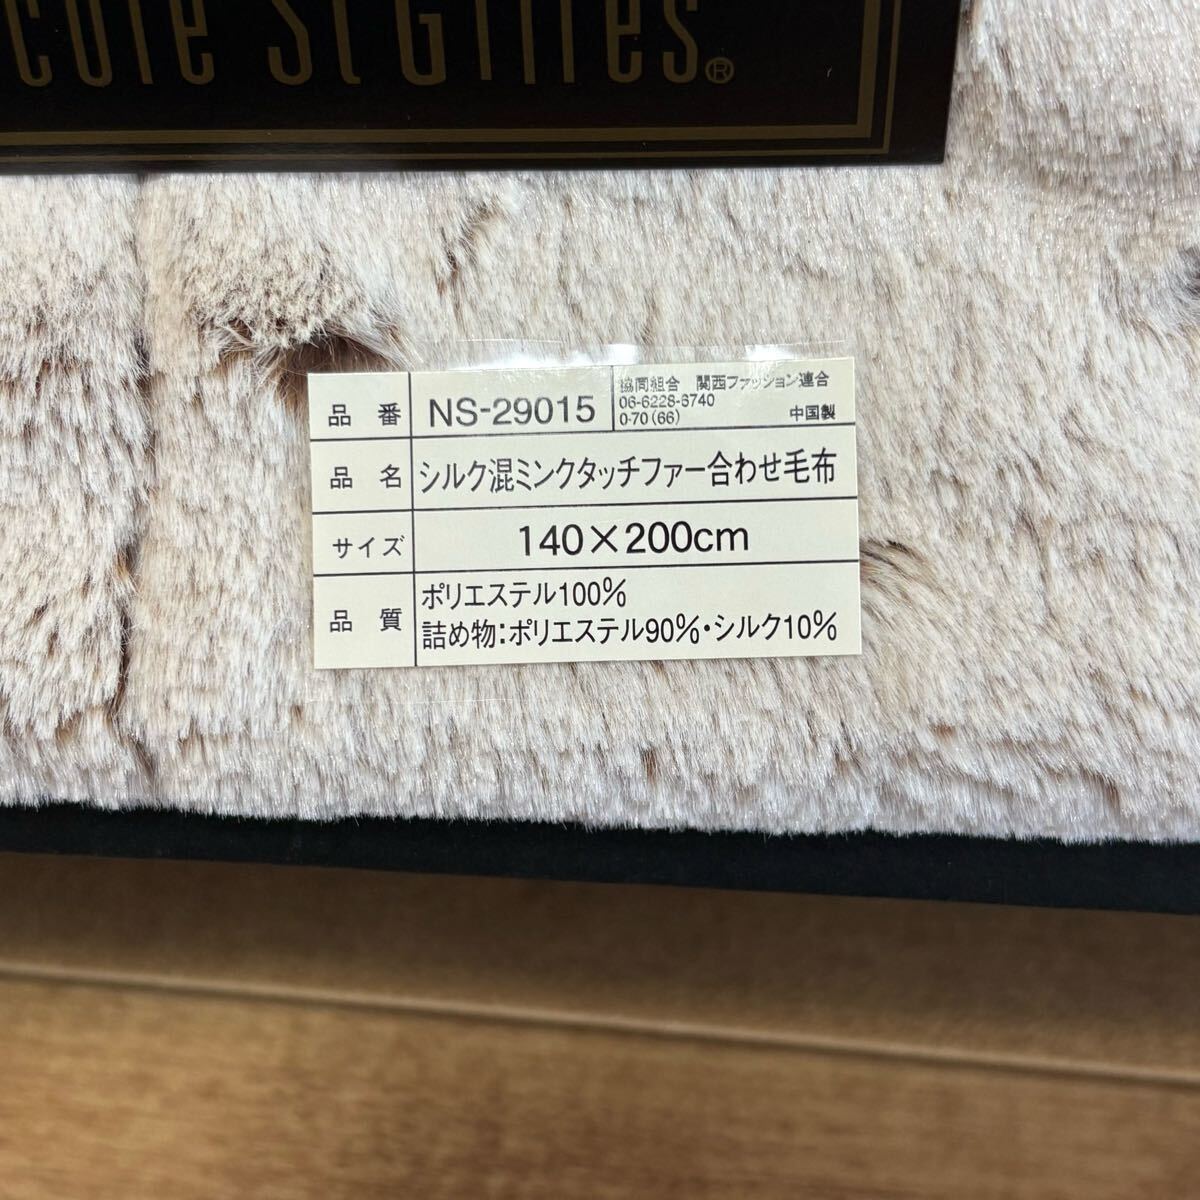 cole St Gilles®
品番 NS-29015 協同組合 関西ファッション連合
06-6228-6740
0-70(66) 中国製
品名 シルク混ミンクタッチファー合わせ毛布
サイズ 140×200cm
品質 ポリエステル100%
詰め物:ポリエステル90%・シルク10%